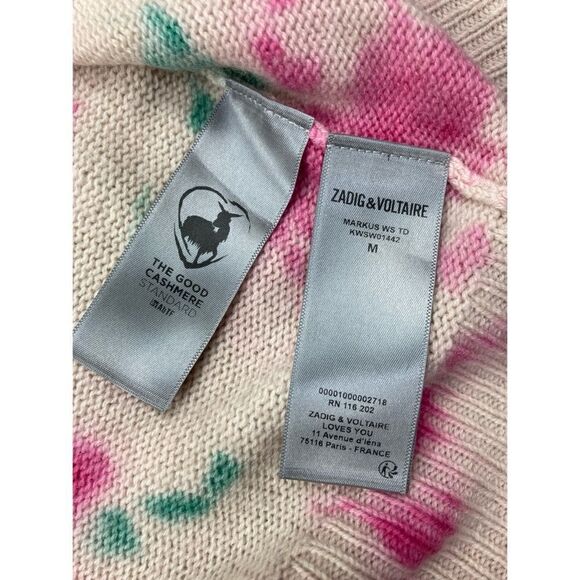 THE GOOD
CASHMERE
STANDARD
ZADIG&VOLTAIRE
MARKUS WS TD
KWSW01442
M
00001000002718
RN 116 202
ZADIG & VOLTAIRE
LOVES YOU
11 Avenue d'Iéna
75116 Paris - FRANCE